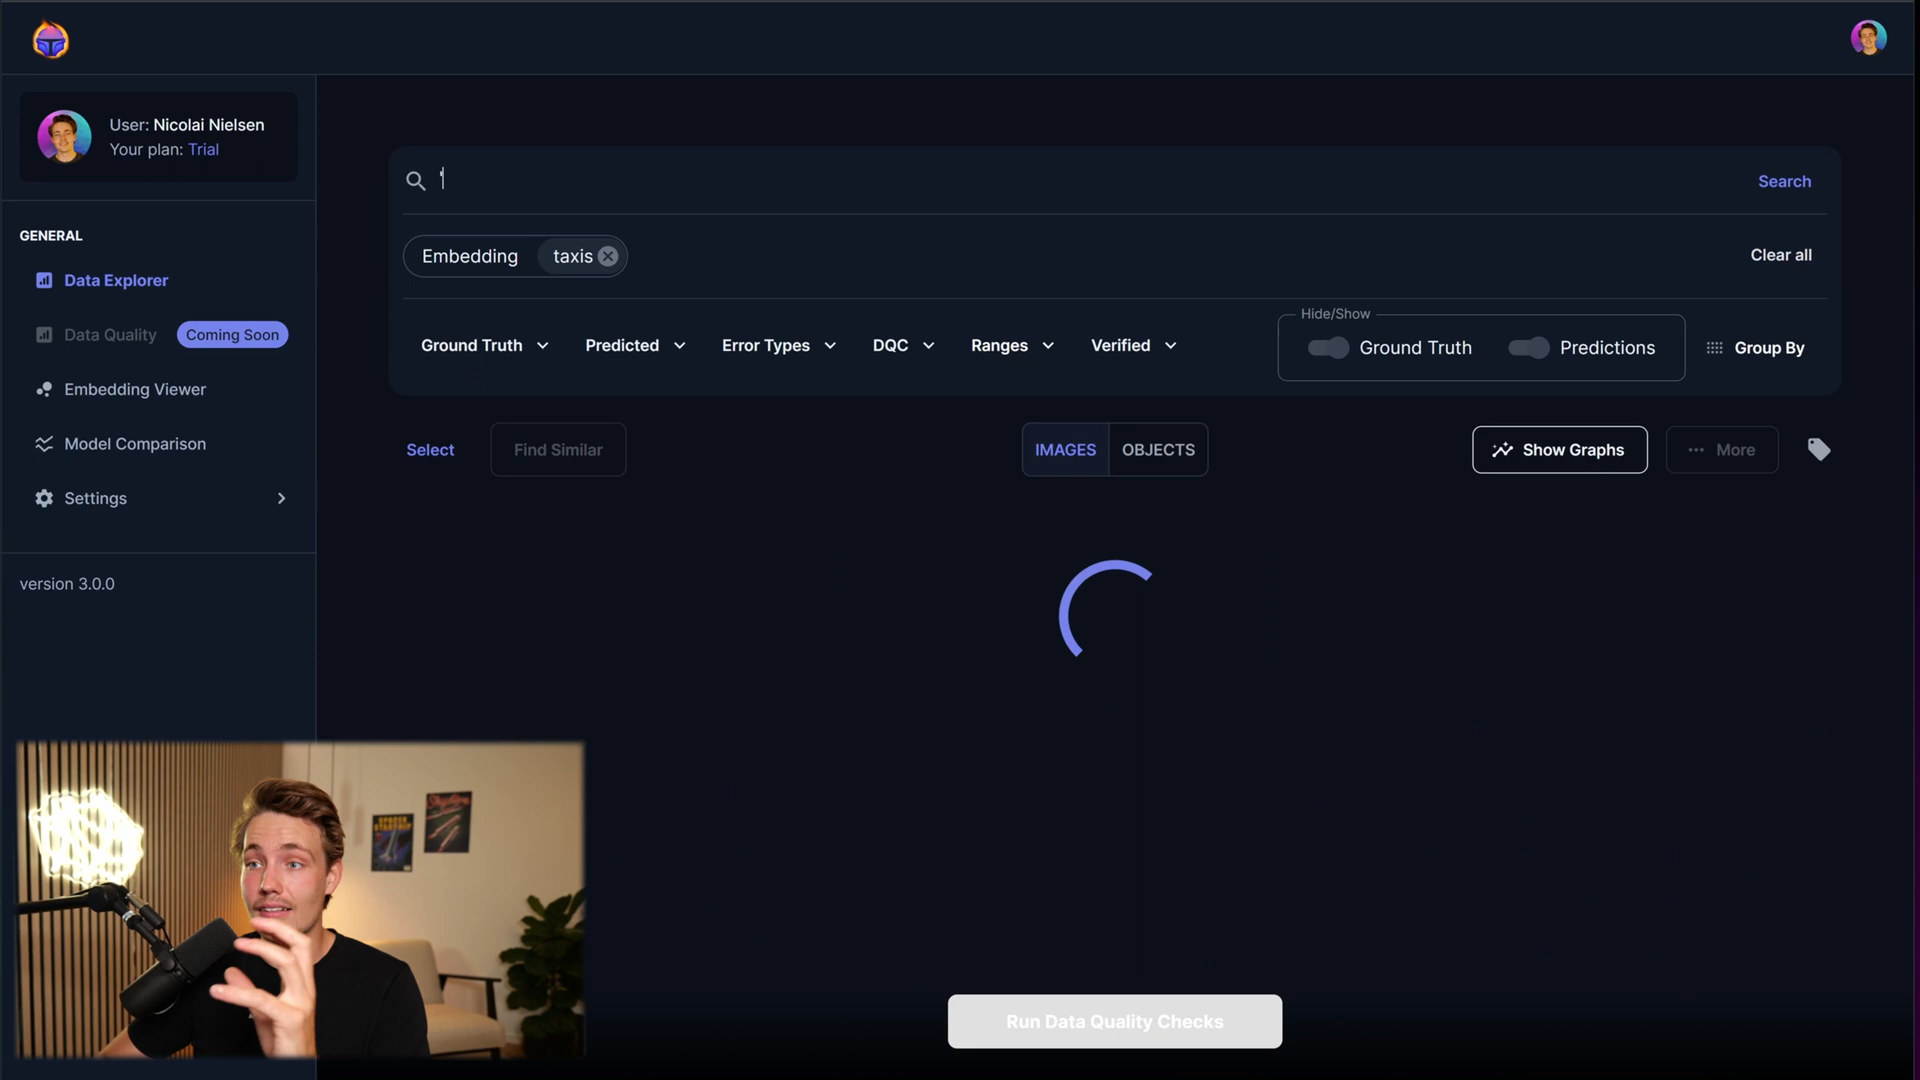 User: Nicolai Nielsen
Your plan: Trial
GENERAL
Data Explorer
Data Quality Coming Soon
Embedding Viewer
Model Comparison
Settings
version 3.0.0
Search
Embedding taxis
Clear all
Ground Truth Predicted Error Types DQC Ranges Verified
Hide/Show
Ground Truth Predictions
Group By
Select Find Similar
IMAGES OBJECTS
Show Graphs
More
Run Data Quality Checks